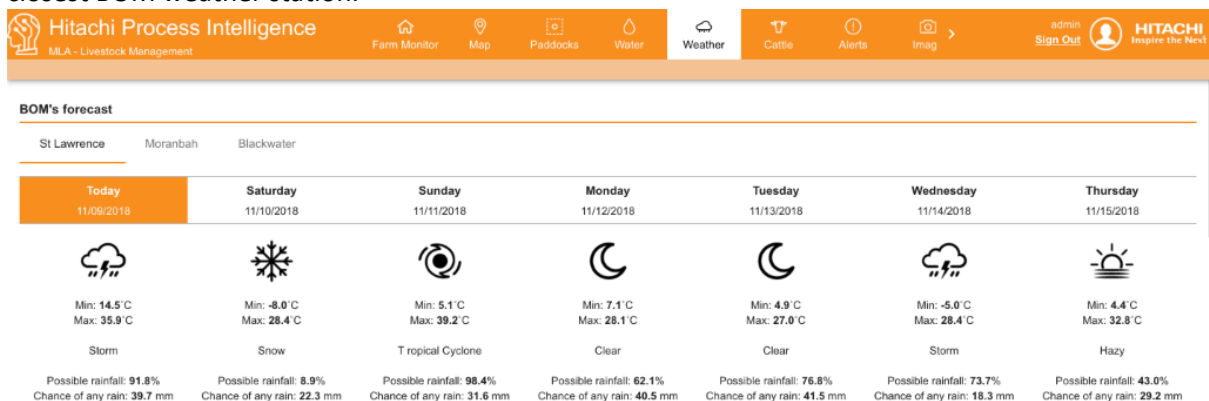 closest BOM weather station.
Hitachi Process Intelligence
MLA - Livestock Management
Farm Monitor
Map
Paddocks
Water
Weather
Cattle
Alerts
Imag
admin
Sign Out
HITACHI
Inspire the Next
BOM's forecast
St Lawrence Moranbah Blackwater
Today Saturday Sunday Monday Tuesday Wednesday Thursday
11/09/2018 11/10/2018 11/11/2018 11/12/2018 11/13/2018 11/14/2018 11/15/2018
Min: 14.5°C Min: -8.0°C Min: 5.1°C Min: 7.1°C Min: 4.9°C Min: -5.0°C Min: 4.4°C
Max: 35.9°C Max: 28.4°C Max: 39.2°C Max: 28.1°C Max: 27.0°C Max: 28.4°C Max: 32.8°C
Storm Snow T ropical Cyclone Clear Clear Storm Hazy
Possible rainfall: 91.8% Possible rainfall: 8.9% Possible rainfall: 98.4% Possible rainfall: 62.1% Possible rainfall: 76.8% Possible rainfall: 73.7% Possible rainfall: 43.0%
Chance of any rain: 39.7 mm Chance of any rain: 22.3 mm Chance of any rain: 31.6 mm Chance of any rain: 40.5 mm Chance of any rain: 41.5 mm Chance of any rain: 18.3 mm Chance of any rain: 29.2 mm